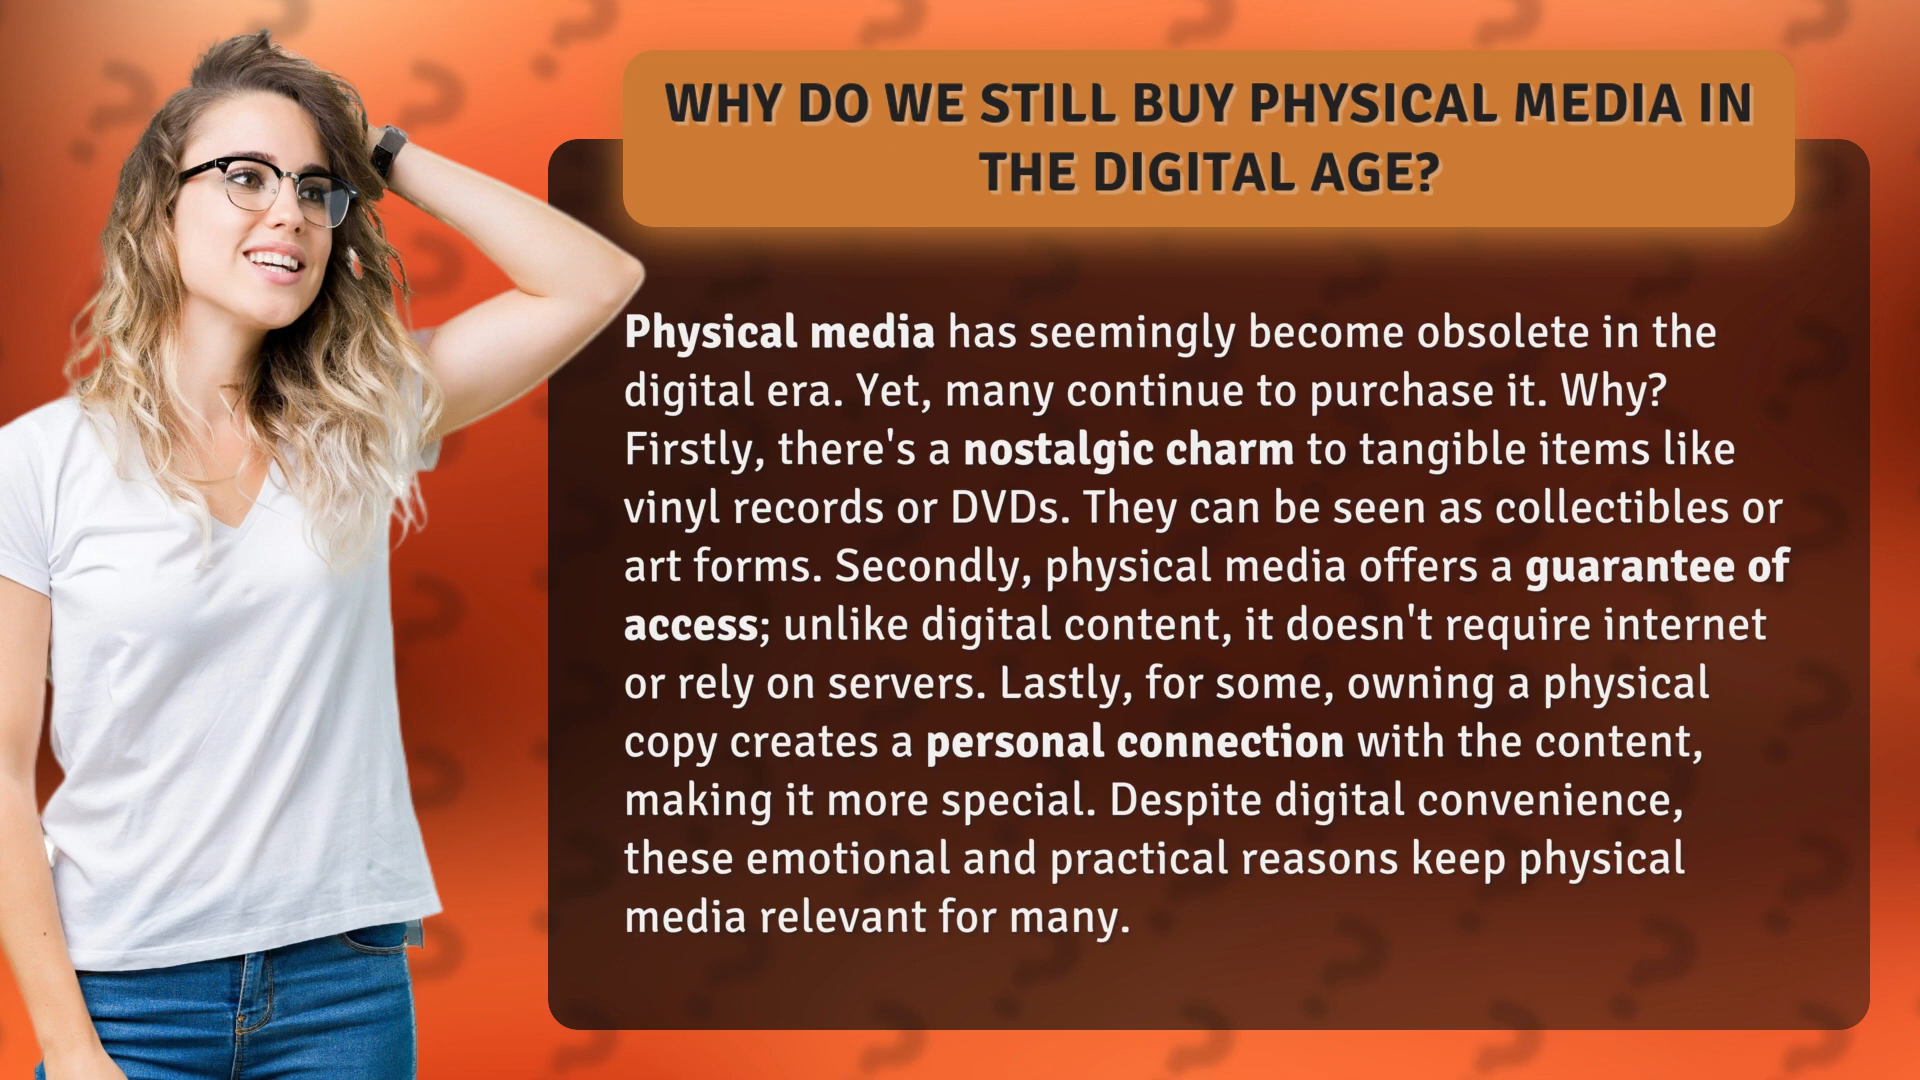 WHY DO WE STILL BUY PHYSICAL MEDIA IN
THE DIGITAL AGE?
Physical media has seemingly become obsolete in the
digital era. Yet, many continue to purchase it. Why?
Firstly, there's a nostalgic charm to tangible items like
vinyl records or DVDs. They can be seen as collectibles or
art forms. Secondly, physical media offers a guarantee of
access; unlike digital content, it doesn't require internet
or rely on servers. Lastly, for some, owning a physical
copy creates a personal connection with the content,
making it more special. Despite digital convenience,
these emotional and practical reasons keep physical
media relevant for many.